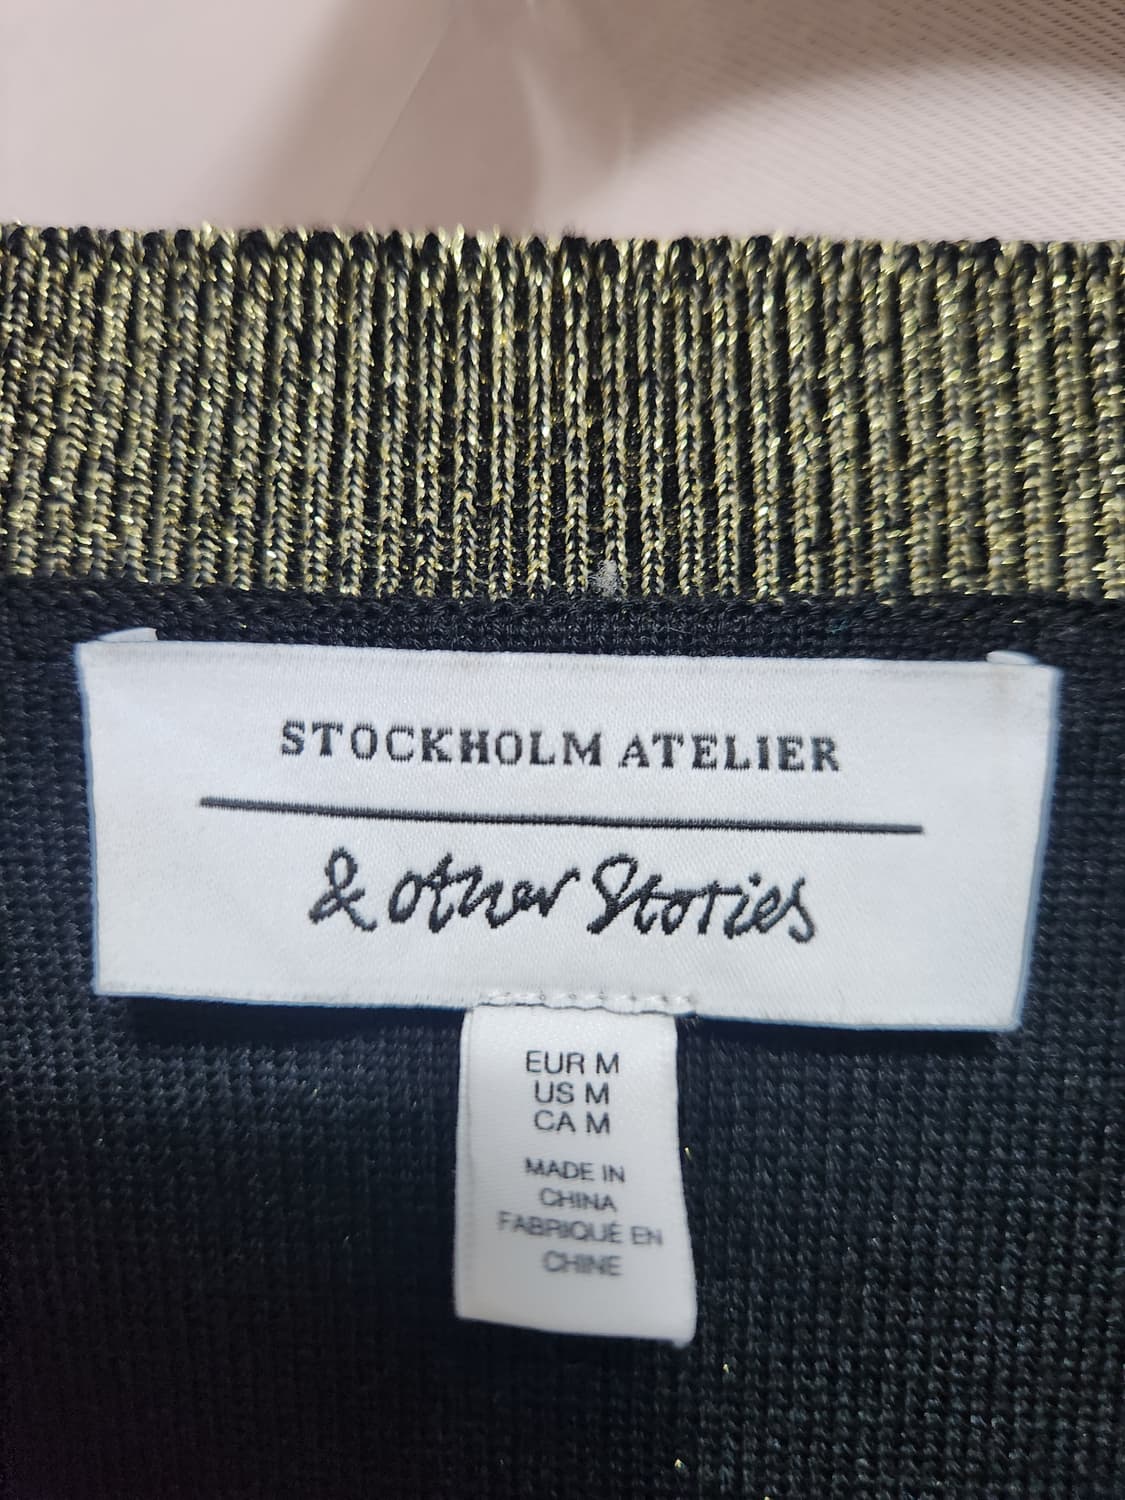 STOCKHOLM ATELIER
& other Stories
EUR M
US M
CA M
MADE IN
CHINA
FABRIQUÉ EN
CHINE